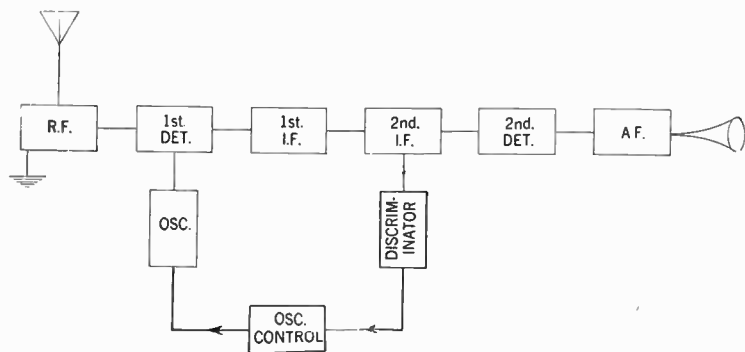 R.F.
1st.
DET.
1st.
I.F.
2nd.
I.F.
2nd.
DET.
A F.
OSC.
DISCRIM-
INATOR
OSC.
CONTROL